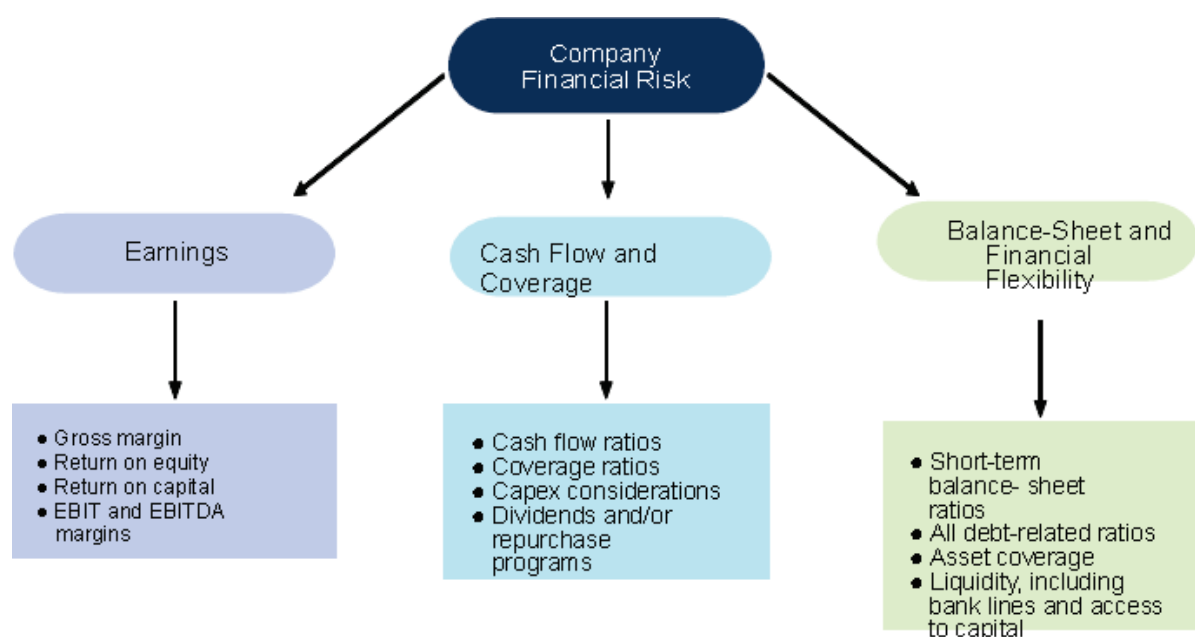 Company
Financial Risk
Earnings
Cash Flow and
Coverage
Balance-Sheet and
Financial
Flexibility
● Gross margin
● Return on equity
● Return on capital
● EBIT and EBITDA
margins
● Cash flow ratios
● Coverage ratios
● Capex considerations
● Dividends and/or
repurchase
programs
● Short-term
balance- sheet
ratios
● All debt-related ratios
● Asset coverage
● Liquidity, including
bank lines and access
to capital